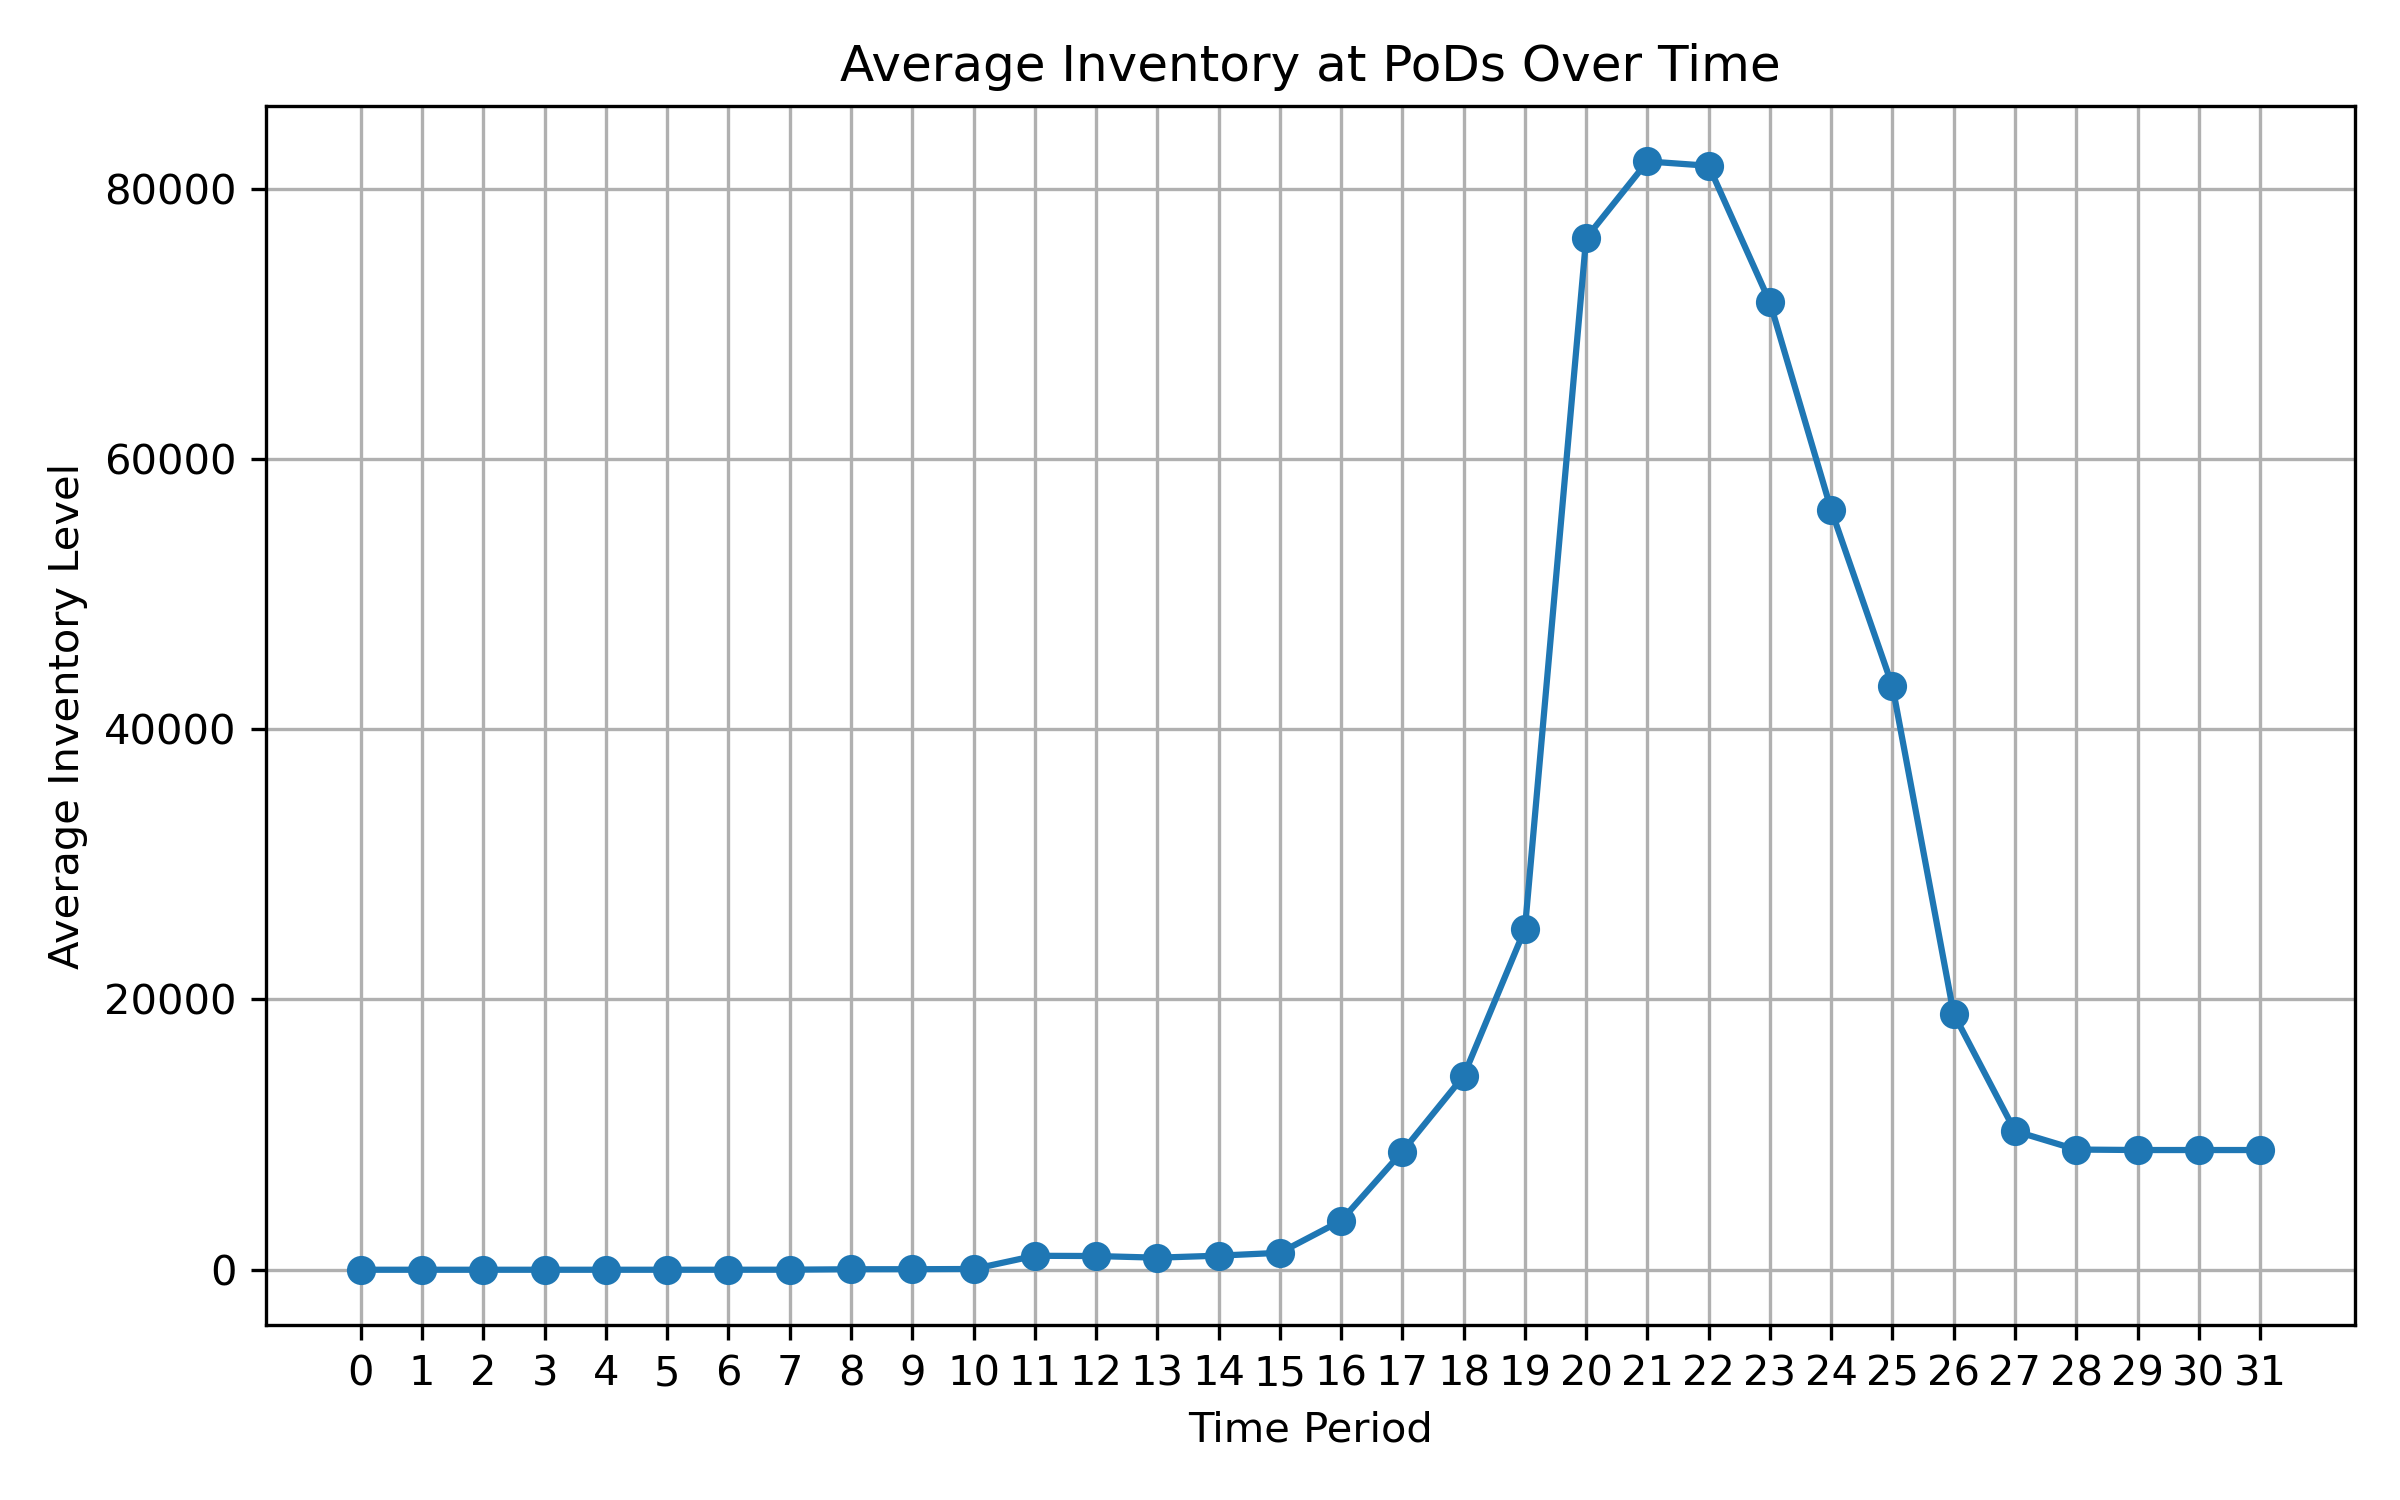 Average Inventory at PoDs Over Time
Average Inventory Level
80000
60000
40000
20000
0
0 1 2 3 4 5 6 7 8 9 10 11 12 13 14 15 16 17 18 19 20 21 22 23 24 25 26 27 28 29 30 31
Time Period